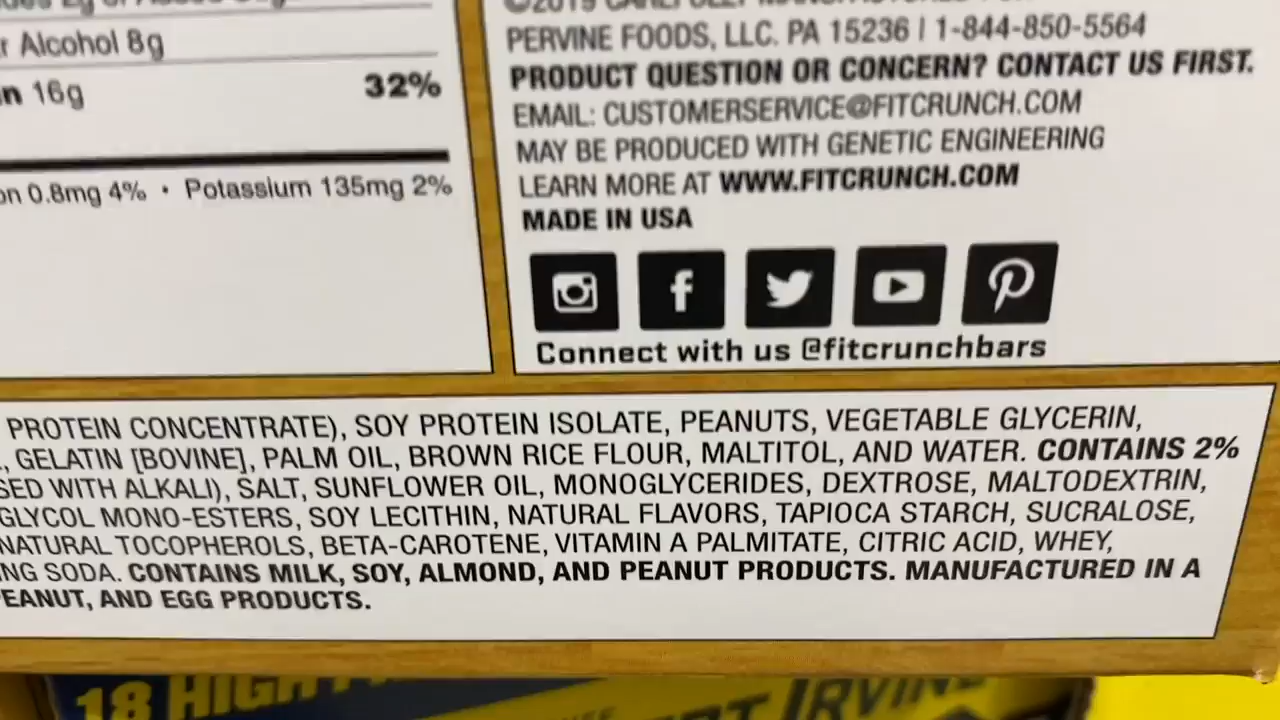 Alcohol 8g
16g 32%
0.8mg 4% • Potassium 135mg 2%
PERVINE FOODS, LLC. PA 15236 | 1-844-850-5564
PRODUCT QUESTION OR CONCERN? CONTACT US FIRST.
EMAIL: CUSTOMERSERVICE@FITCRUNCH.COM
MAY BE PRODUCED WITH GENETIC ENGINEERING
LEARN MORE AT WWW.FITCRUNCH.COM
MADE IN USA
Connect with us @fitcrunchbars
PROTEIN CONCENTRATE), SOY PROTEIN ISOLATE, PEANUTS, VEGETABLE GLYCERIN,
GELATIN [BOVINE], PALM OIL, BROWN RICE FLOUR, MALTITOL, AND WATER. CONTAINS 2%
WITH ALKALI), SALT, SUNFLOWER OIL, MONOGLYCERIDES, DEXTROSE, MALTODEXTRIN,
GLYCOL MONO-ESTERS, SOY LECITHIN, NATURAL FLAVORS, TAPIOCA STARCH, SUCRALOSE,
NATURAL TOCOPHEROLS, BETA-CAROTENE, VITAMIN A PALMITATE, CITRIC ACID, WHEY,
SODA. CONTAINS MILK, SOY, ALMOND, AND PEANUT PRODUCTS. MANUFACTURED IN A
AND EGG PRODUCTS.
18 HIGH
IRVINE